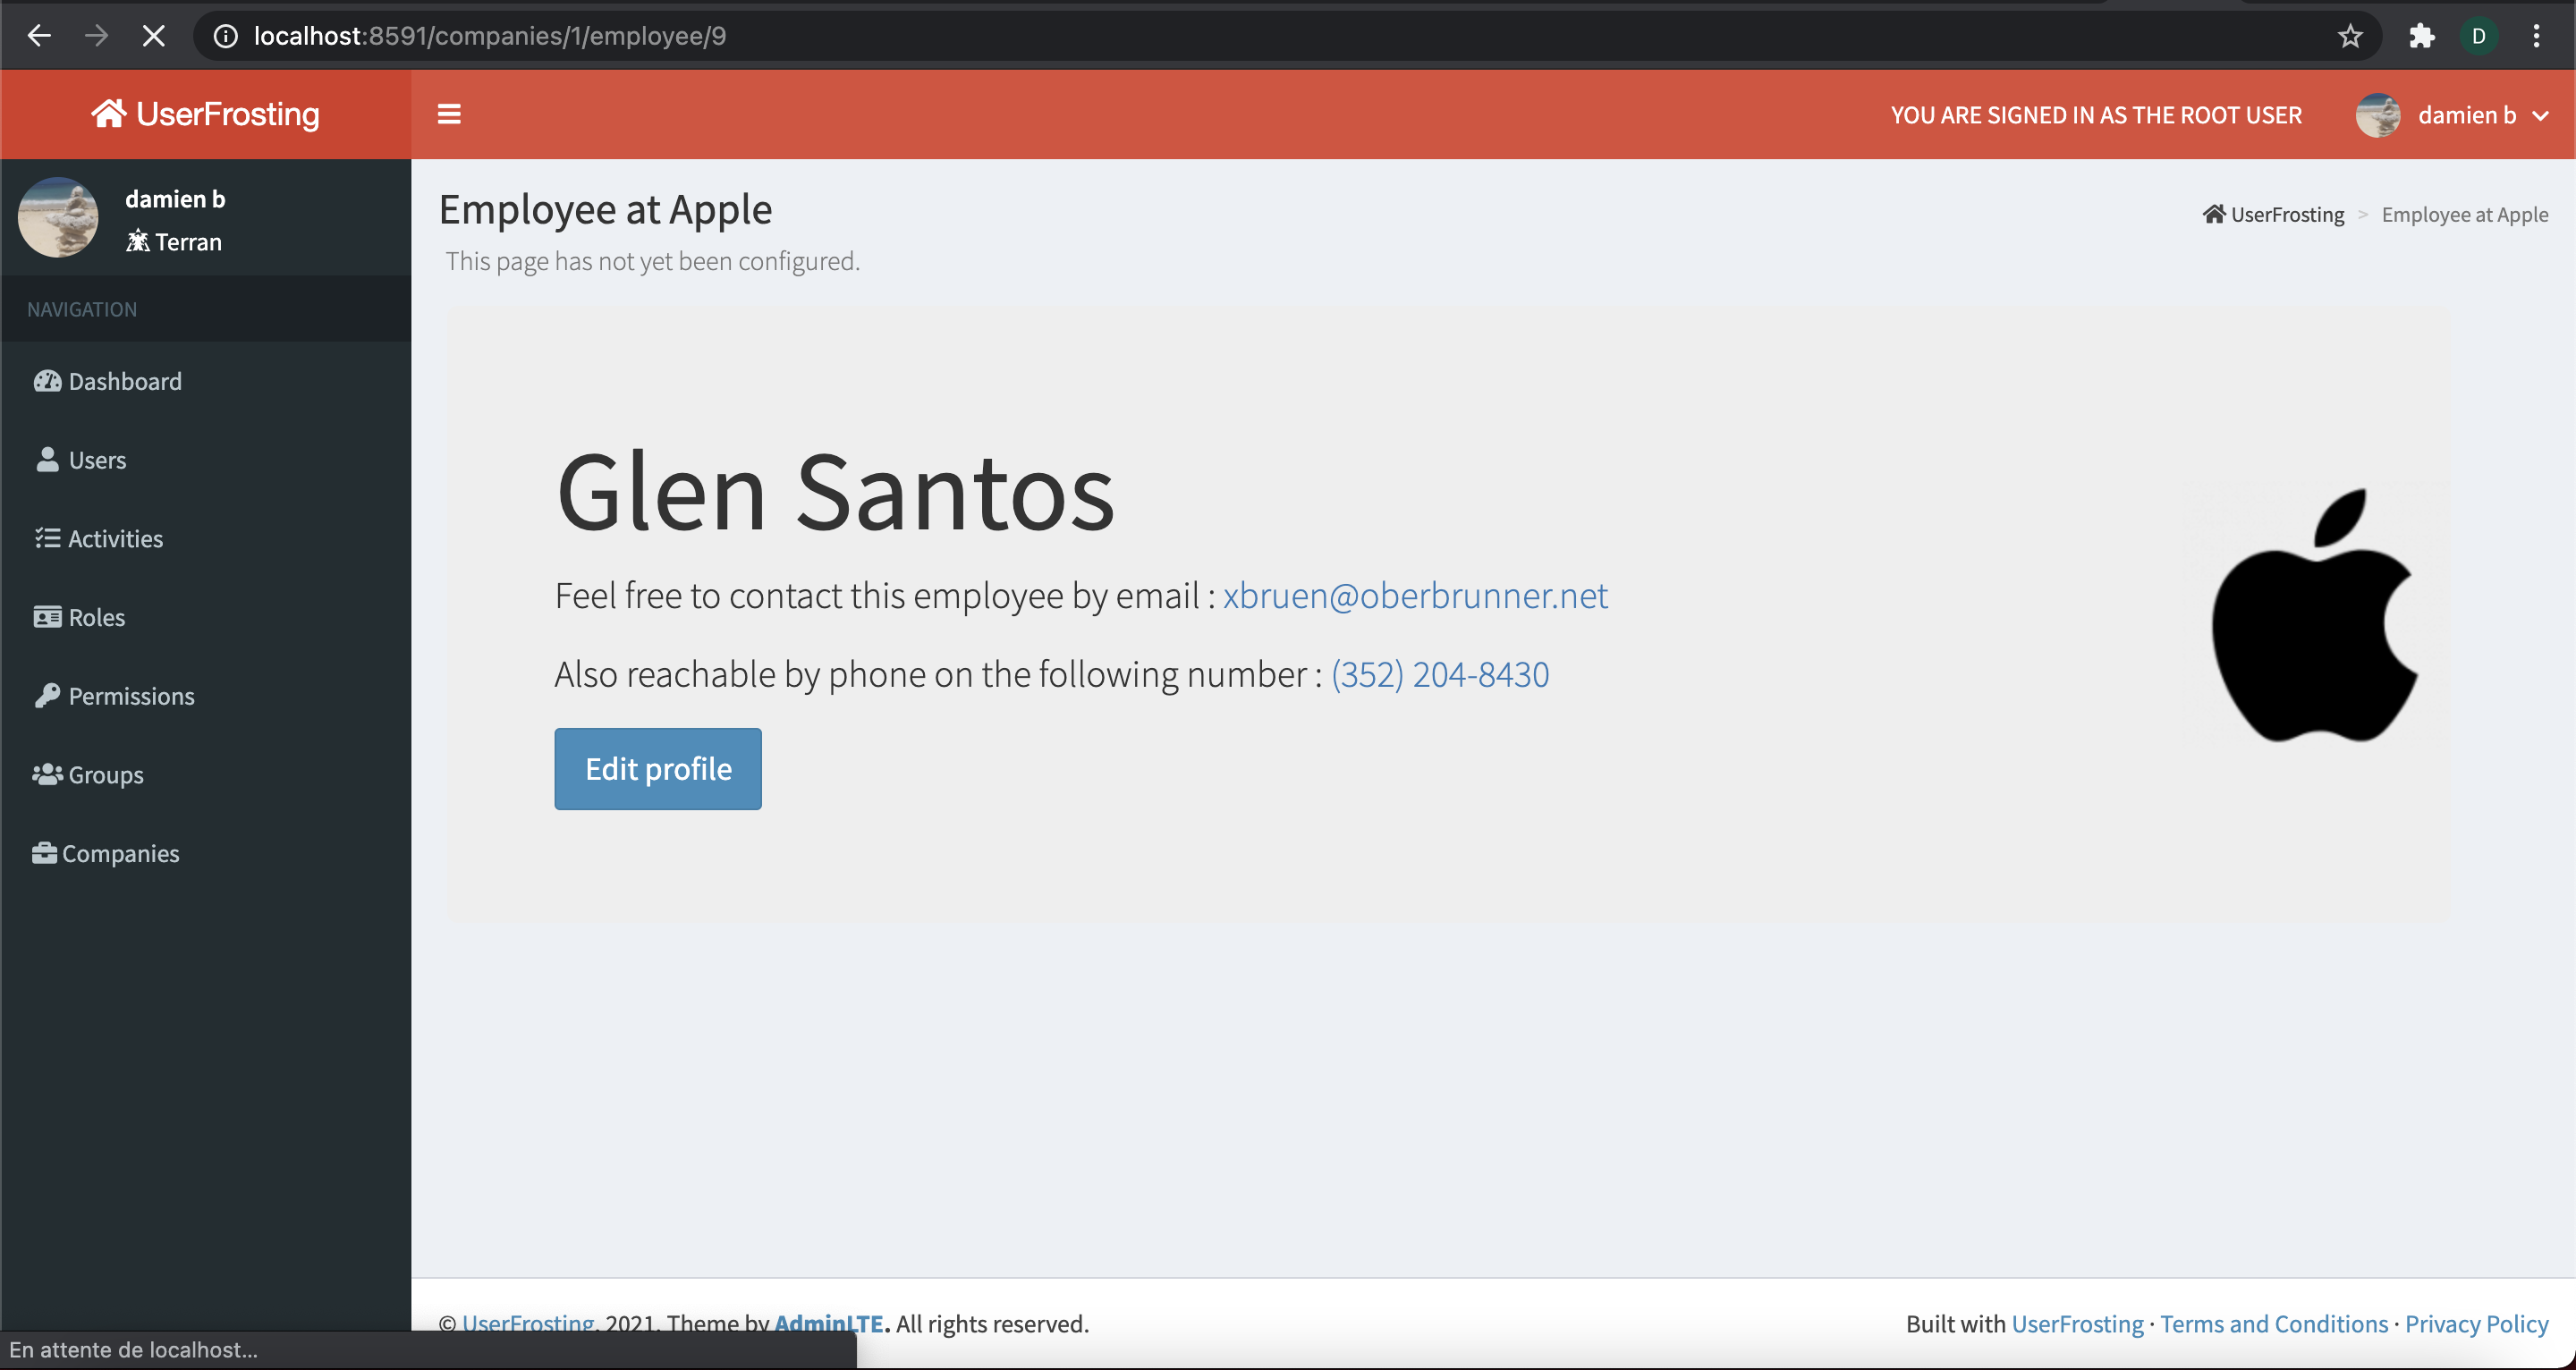 localhost:8591/companies/1/employee/9
D
UserFrosting
YOU ARE SIGNED IN AS THE ROOT USER
damien b
damien b
Terran
NAVIGATION
Dashboard
Users
Activities
Roles
Permissions
Groups
Companies
Employee at Apple
This page has not yet been configured.
UserFrosting > Employee at Apple
Glen Santos
Feel free to contact this employee by email : xbruen@oberbrunner.net
Also reachable by phone on the following number : (352) 204-8430
Edit profile
© UserFrosting, 2021. Theme by AdminLTE. All rights reserved.
Built with UserFrosting · Terms and Conditions · Privacy Policy
En attente de localhost...